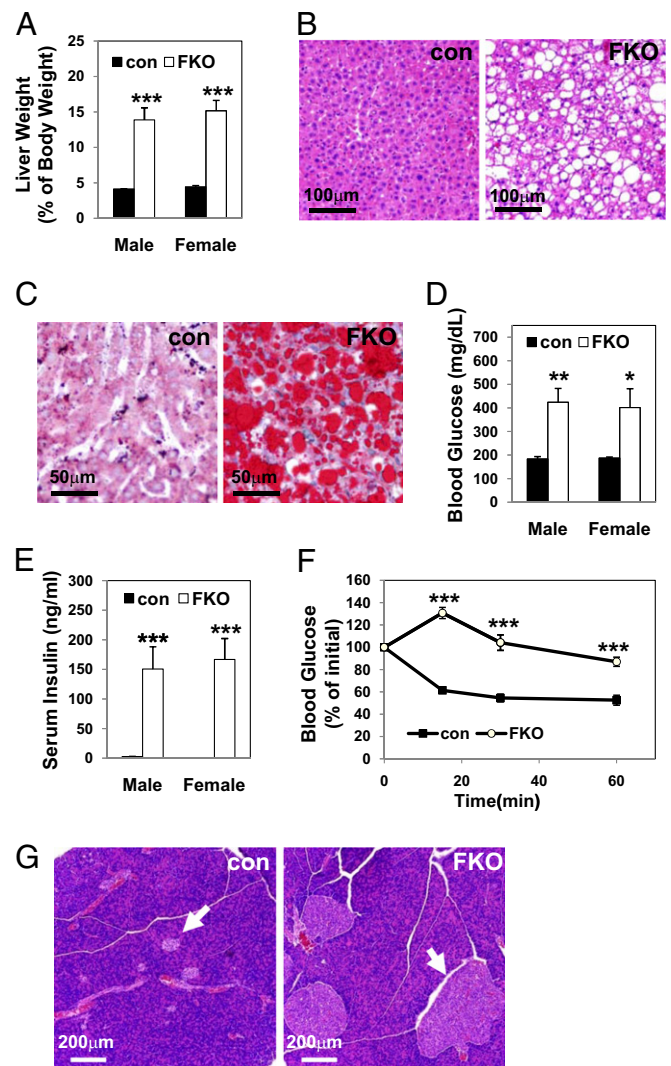 A
con FKO
Liver Weight
(% of Body Weight)
25
20
15
10
5
0
***
***
Male Female
B
con
100µm
FKO
100µm
C
con
50µm
FKO
50µm
D
con FKO
Blood Glucose (mg/dL)
700
600
500
400
300
200
100
0
**
*
Male Female
E
con FKO
Serum Insulin (ng/ml)
300
250
200
150
100
50
0
***
***
Male Female
F
Blood Glucose
(% of initial)
160
140
120
100
80
60
40
20
0
***
***
***
con FKO
0 20 40 60
Time(min)
G
con
200µm
FKO
200µm